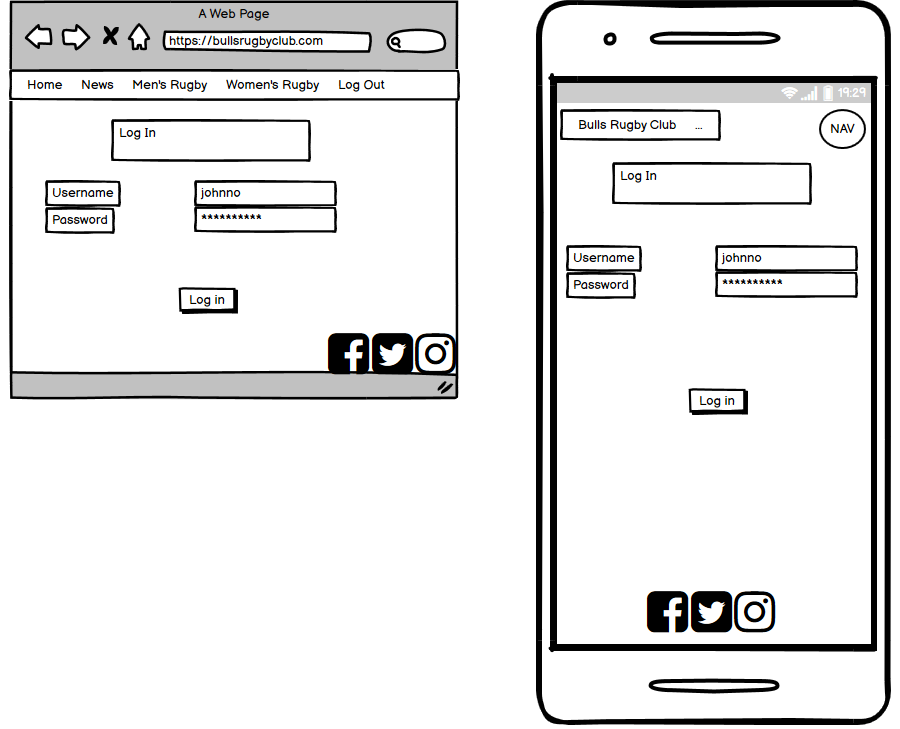 A Web Page
https://bullsrugbyclub.com
Home News Men's Rugby Women's Rugby Log Out
Log In
Username johnno
Password **********
Log in
19:29
Bulls Rugby Club ...
NAV
Log In
Username johnno
Password **********
Log in